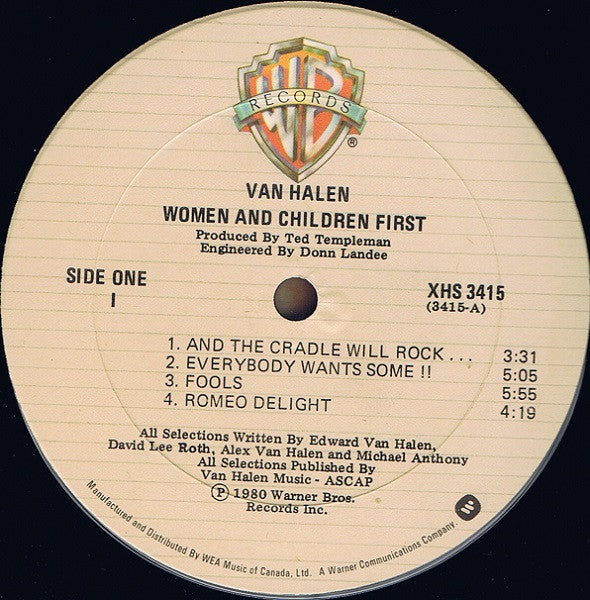 WB
RECORDS
®
VAN HALEN
WOMEN AND CHILDREN FIRST
Produced By Ted Templeman
Engineered By Donn Landee
SIDE ONE
1
XHS 3415
(3415-A)
1. AND THE CRADLE WILL ROCK . . . 3:31
2. EVERYBODY WANTS SOME !! 5:05
3. FOOLS 5:55
4. ROMEO DELIGHT 4:19
All Selections Written By Edward Van Halen,
David Lee Roth, Alex Van Halen and Michael Anthony
All Selections Published By
Van Halen Music - ASCAP
℗ 1980 Warner Bros.
Records Inc.
Manufactured and Distributed By WEA Music of Canada, Ltd. A Warner Communications Company.